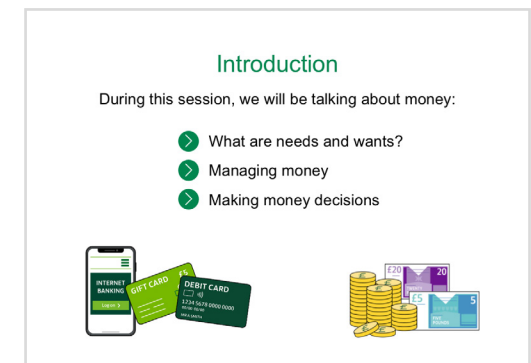 Introduction
During this session, we will be talking about money:
What are needs and wants?
Managing money
Making money decisions
INTERNET
BANKING
Log on
GIFT CARD
£5
DEBIT CARD
1234 5678 0000 0000
£20
20
£5
5